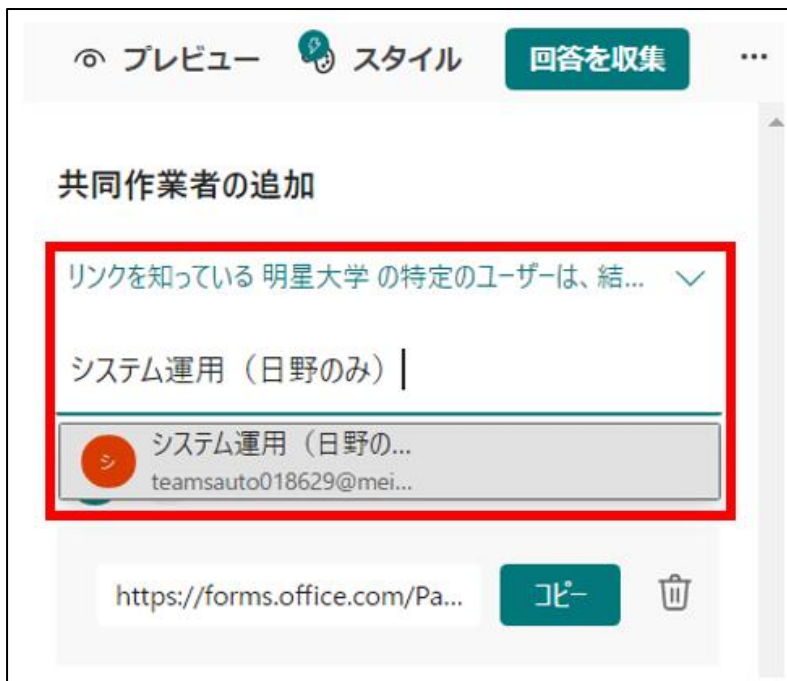 プレビュー スタイル 回答を収集 ...
共同作業者の追加
リンクを知っている 明星大学 の特定のユーザーは、結...
システム運用（日野のみ）
シ システム運用（日野の...
teamsauto018629@mei...
https://forms.office.com/Pa... コピー